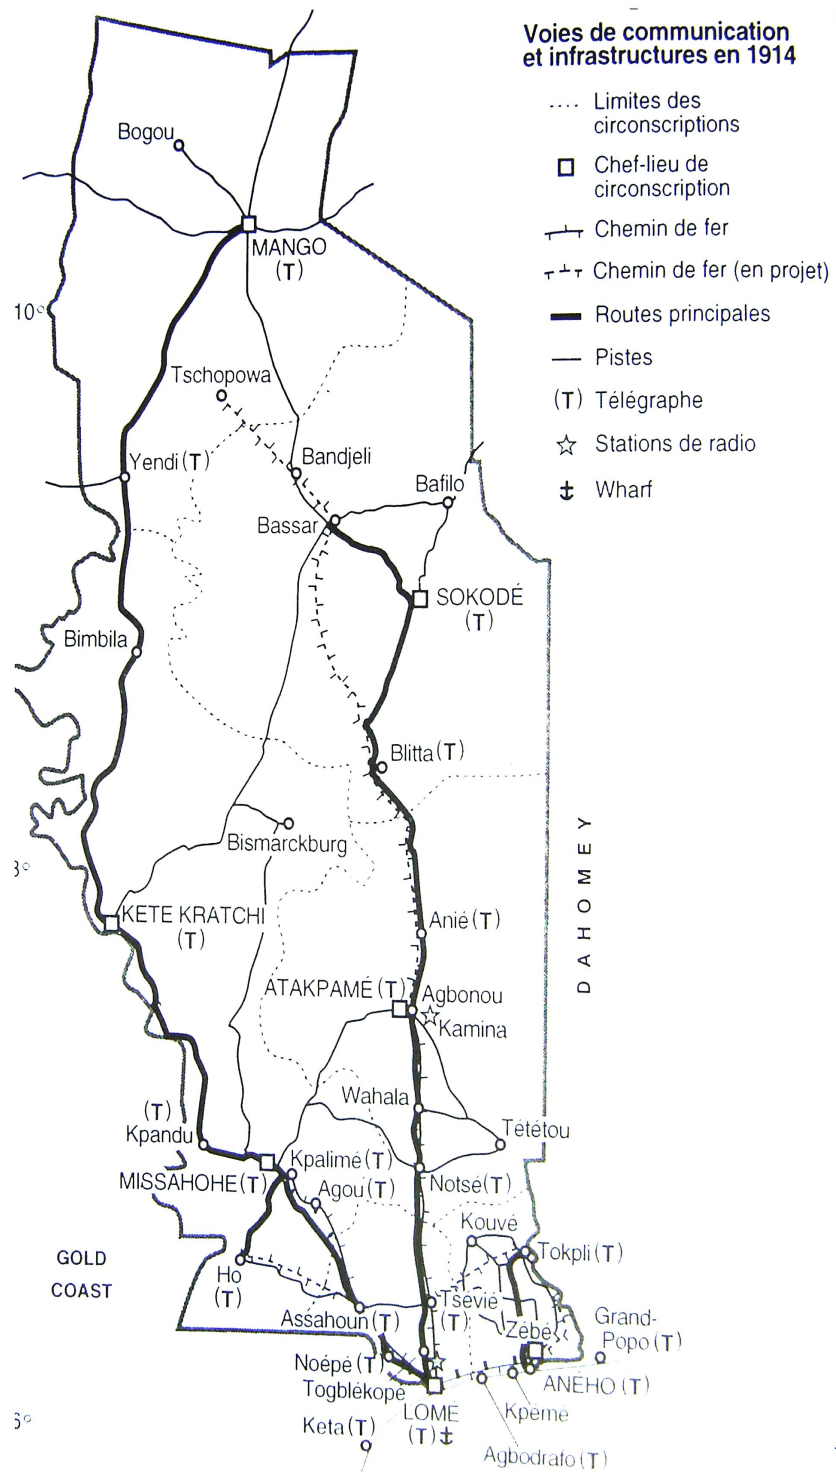 Voies de communication
et infrastructures en 1914
Limites des
circonscriptions
Chef-lieu de
circonscription
Chemin de fer
Chemin de fer (en projet)
Routes principales
Pistes
(T) Télégraphe
Stations de radio
Wharf
Bogou
MANGO
(T)
10°
Tschopowa
Yendi (T)
Bandjeli
Bafilo
Bassar
SOKODÉ
(T)
Bimbila
Blitta (T)
Bismarckburg
DAHOMEY
8°
KETE KRATCHI
(T)
Anié (T)
ATAKPAMÉ (T)
Agbonou
Kamina
Wahala
(T)
Kpandu
Tététou
Kpalimé (T)
MISSAHOHE (T)
Agou (T)
Notsé (T)
Kouvé
Tokpli (T)
GOLD
COAST
Ho
(T)
Assahoun (T)
Tsévié
(T)
Zébé
Grand-
Popo (T)
Noépé (T)
Togblékope
ANÉHO (T)
LOMÉ
(T)
Kpémé
6°
Keta (T)
Agbodrafo (T)